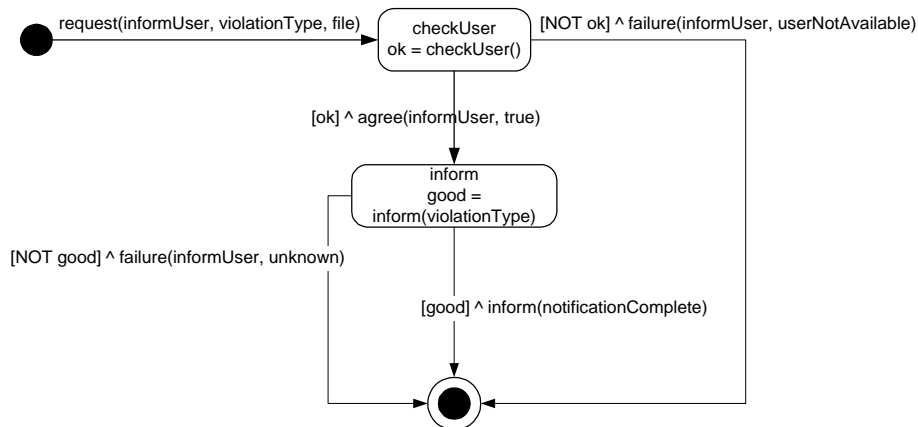 request(informUser, violationType, file)
checkUser
ok = checkUser()
[NOT ok] ^ failure(informUser, userNotAvailable)
[ok] ^ agree(informUser, true)
inform
good =
inform(violationType)
[NOT good] ^ failure(informUser, unknown)
[good] ^ inform(notificationComplete)